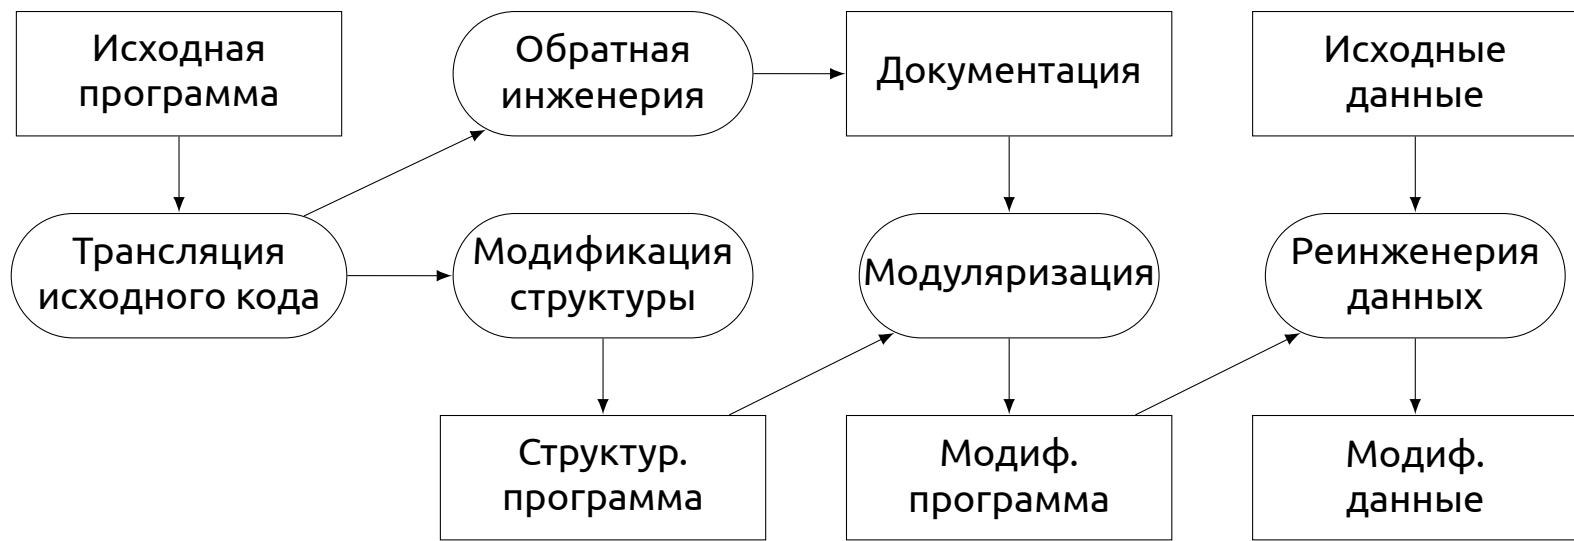 Исходная
программа
Обратная
инженерия
Документация
Исходные
данные
Трансляция
исходного кода
Модификация
структуры
Модуляризация
Реинженерия
данных
Структур.
программа
Модиф.
программа
Модиф.
данные